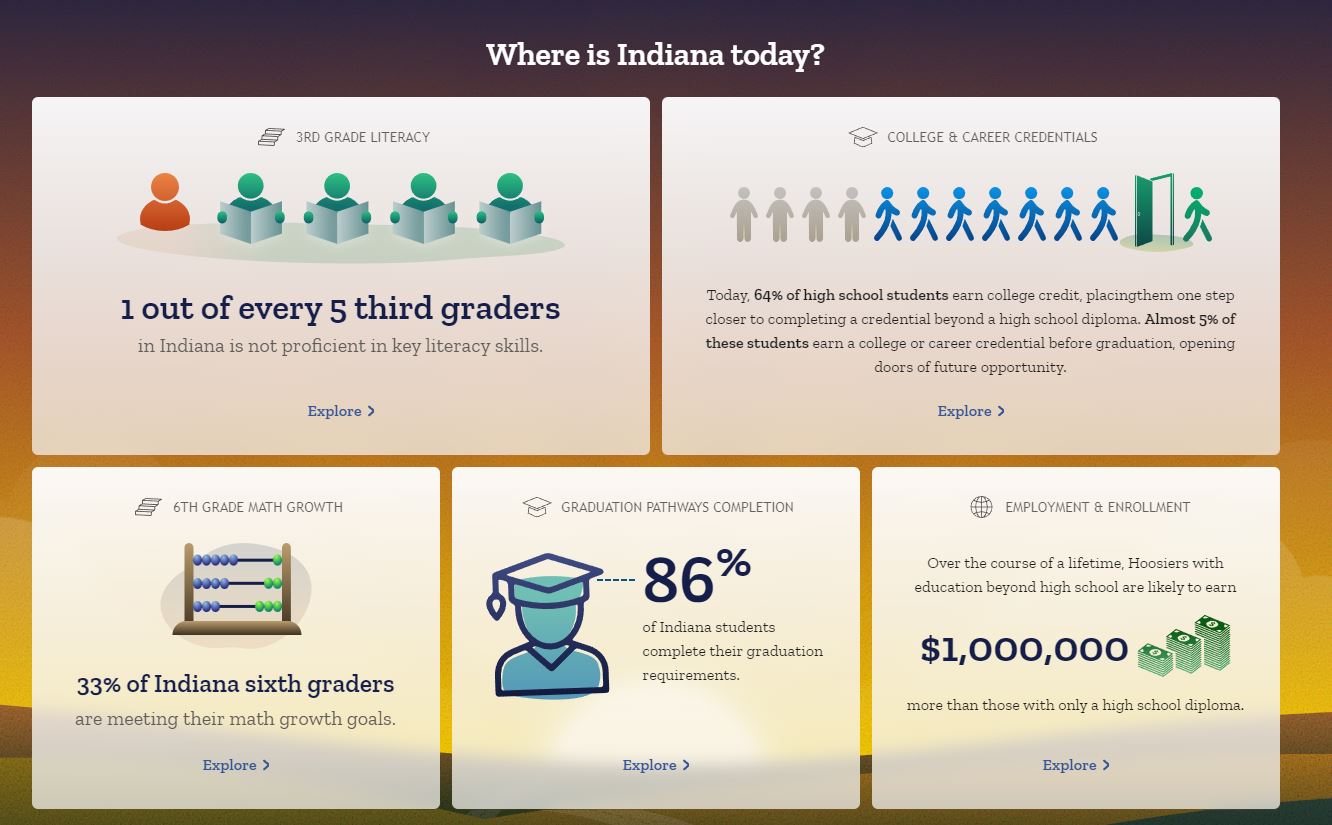 Where is Indiana today?
3RD GRADE LITERACY
1 out of every 5 third graders
in Indiana is not proficient in key literacy skills.
Explore
COLLEGE & CAREER CREDENTIALS
Today, 64% of high school students earn college credit, placingthem one step
closer to completing a credential beyond a high school diploma. Almost 5% of
these students earn a college or career credential before graduation, opening
doors of future opportunity.
Explore
6TH GRADE MATH GROWTH
33% of Indiana sixth graders
are meeting their math growth goals.
Explore
GRADUATION PATHWAYS COMPLETION
86%
of Indiana students
complete their graduation
requirements.
Explore
EMPLOYMENT & ENROLLMENT
Over the course of a lifetime, Hoosiers with
education beyond high school are likely to earn
$1,000,000
more than those with only a high school diploma.
Explore